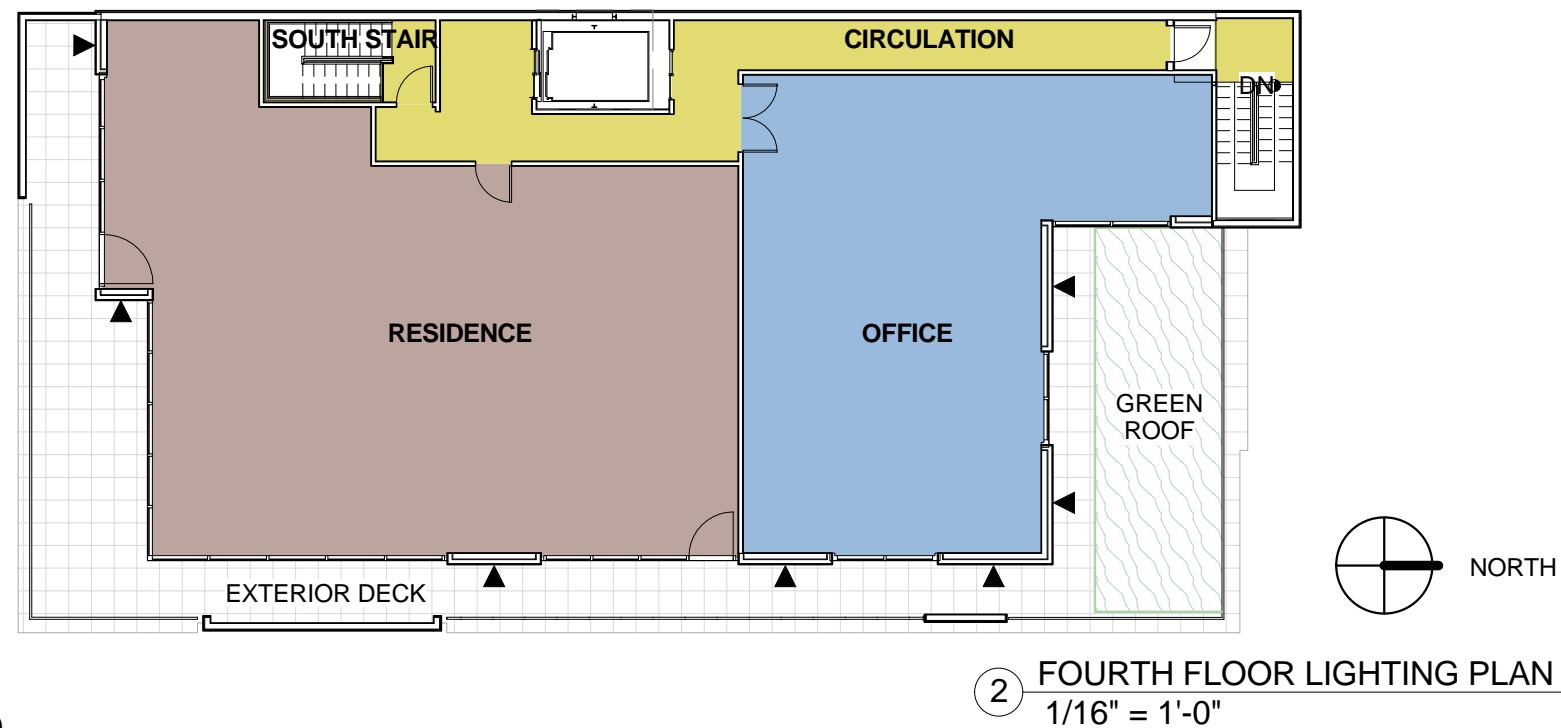 SOUTH STAIR
CIRCULATION
DN
RESIDENCE
OFFICE
GREEN
ROOF
EXTERIOR DECK
NORTH
2
FOURTH FLOOR LIGHTING PLAN
1/16" = 1'-0"